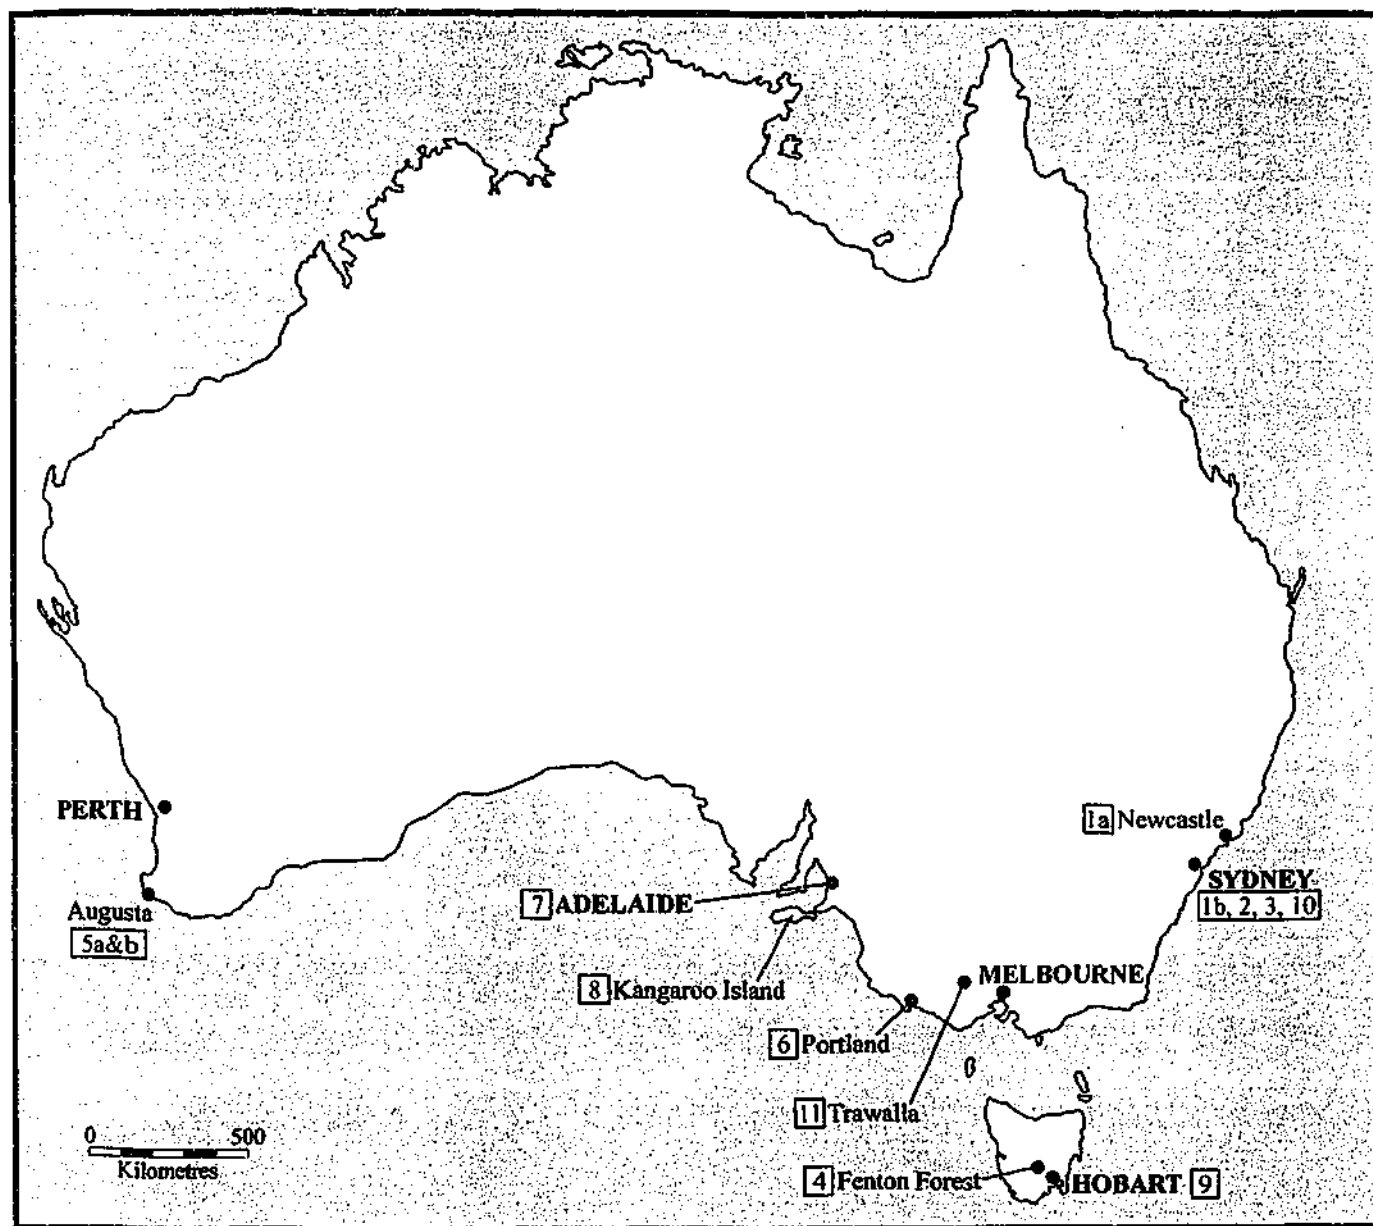 PERTH
Augusta
5a&b
1a Newcastle
SYDNEY
1b, 2, 3, 10
7 ADELAIDE
8 Kangaroo Island
MELBOURNE
6 Portland
11 Trawalla
4 Fenton Forest
HOBART 9
0 500
Kilometres